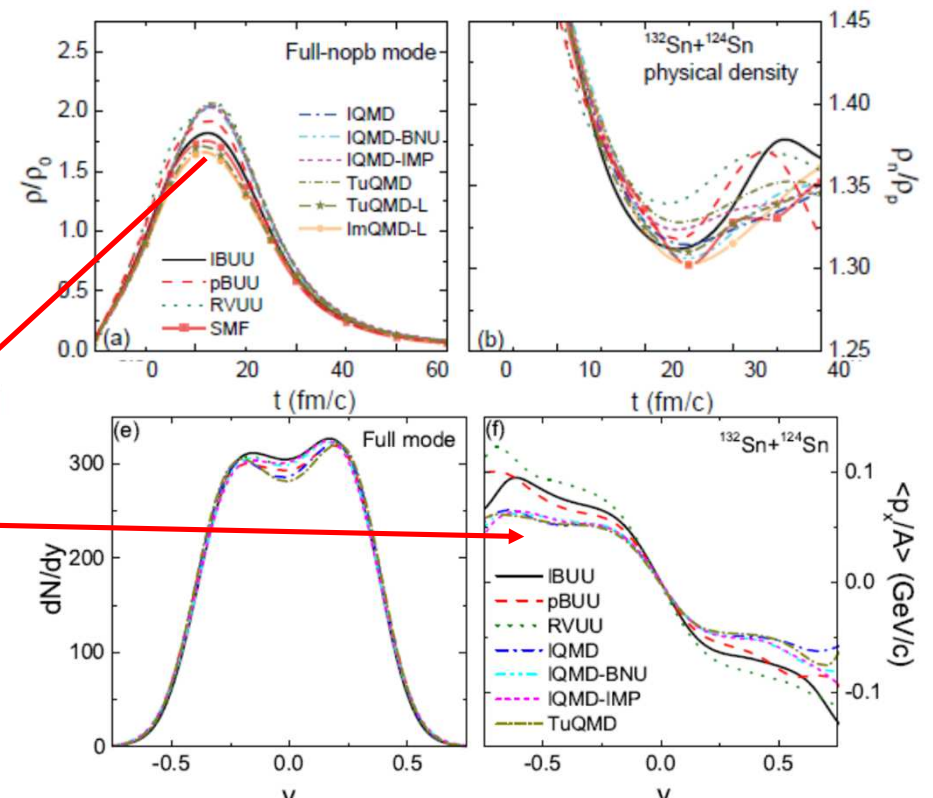 Full-nopb mode
2.5
2.0
1.5
1.0
0.5
0.0
ρ/ρ0
IQMD
IQMD-BNU
IQMD-IMP
TuQMD
TuQMD-L
ImQMD-L
IBUU
pBUU
RVUU
SMF
(a)
0 20 40 60
t (fm/c)
132Sn+124Sn
physical density
1.45
1.40
1.35
1.30
1.25
ρn/ρp
(b)
0 10 20 30 40
t (fm/c)
(e)
Full mode
300
200
100
0
dN/dy
-0.5 0.0 0.5
(f)
132Sn+124Sn
0.1
0.0
-0.1
<px/A> (GeV/c)
IBUU
pBUU
RVUU
IQMD
IQMD-BNU
IQMD-IMP
TuQMD
-0.5 0.0 0.5